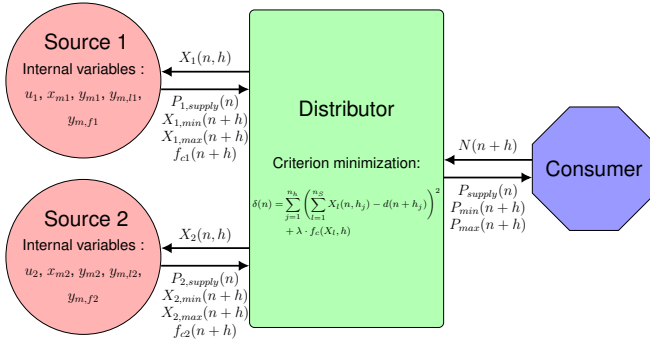 Source 1
Internal variables :
u_1, x_{m1}, y_{m1}, y_{m,l1},
y_{m,f1}
X_1(n, h)
P_{1,supply}(n)
X_{1,min}(n + h)
X_{1,max}(n + h)
f_{c1}(n + h)
Source 2
Internal variables :
u_2, x_{m2}, y_{m2}, y_{m,l2},
y_{m,f2}
X_2(n, h)
P_{2,supply}(n)
X_{2,min}(n + h)
X_{2,max}(n + h)
f_{c2}(n + h)
Distributor
Criterion minimization:
δ(n) = \sum_{j=1}^{n_h} ( \sum_{l=1}^{n_S} X_l(n, h_j) − d(n + h_j) )^2
+ λ · f_c(X_l, h)
N(n + h)
P_{supply}(n)
P_{min}(n + h)
P_{max}(n + h)
Consumer